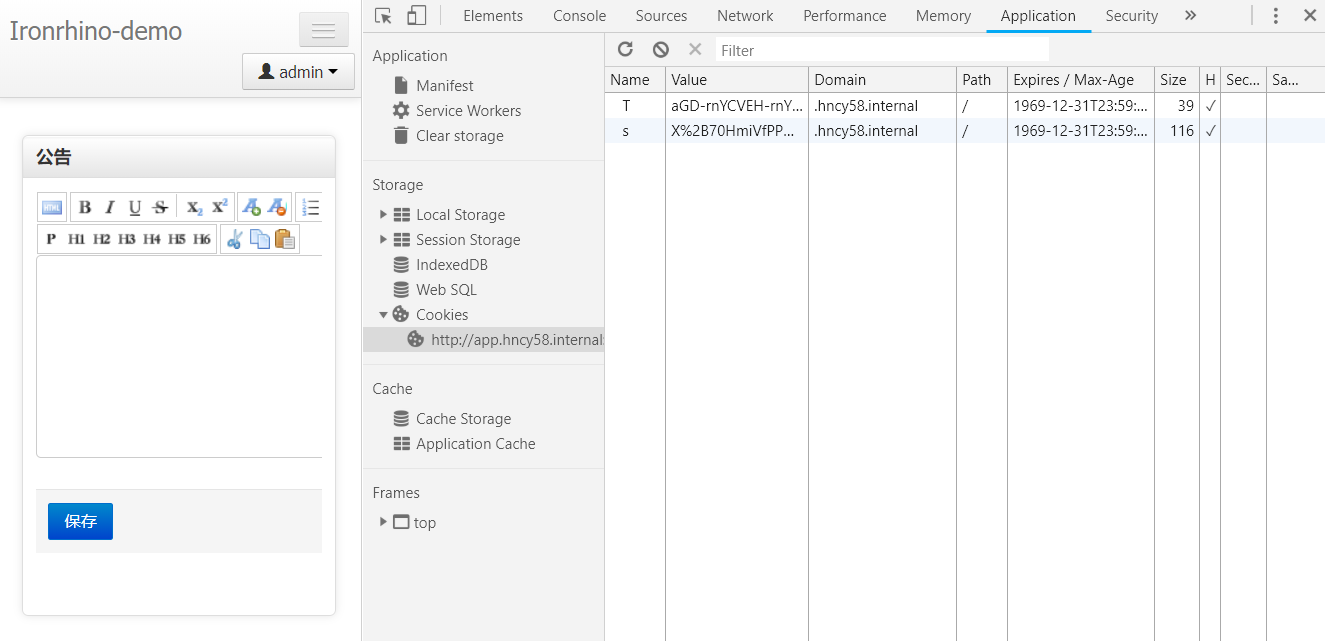 Ironrhino-demo
admin
公告
HTML B I U S X2 X2 A A
P H1 H2 H3 H4 H5 H6
保存
Elements Console Sources Network Performance Memory Application Security »
Application
Manifest
Service Workers
Clear storage
Storage
Local Storage
Session Storage
IndexedDB
Web SQL
Cookies
http://app.hncy58.internal:
Cache
Cache Storage
Application Cache
Frames
top
Filter
Name Value Domain Path Expires / Max-Age Size H Sec... Sa...
T aGD-rnYCVEH-rnY... .hncy58.internal / 1969-12-31T23:59:... 39 ✓
s X%2B70HmiVfPP... .hncy58.internal / 1969-12-31T23:59:... 116 ✓